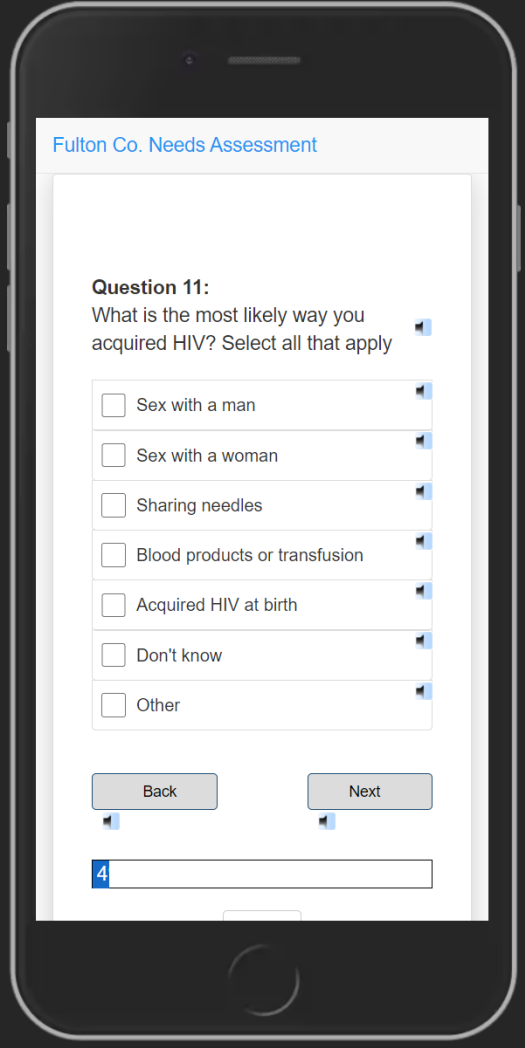 Fulton Co. Needs Assessment
Question 11:
What is the most likely way you
acquired HIV? Select all that apply
Sex with a man
Sex with a woman
Sharing needles
Blood products or transfusion
Acquired HIV at birth
Don't know
Other
Back
Next
4